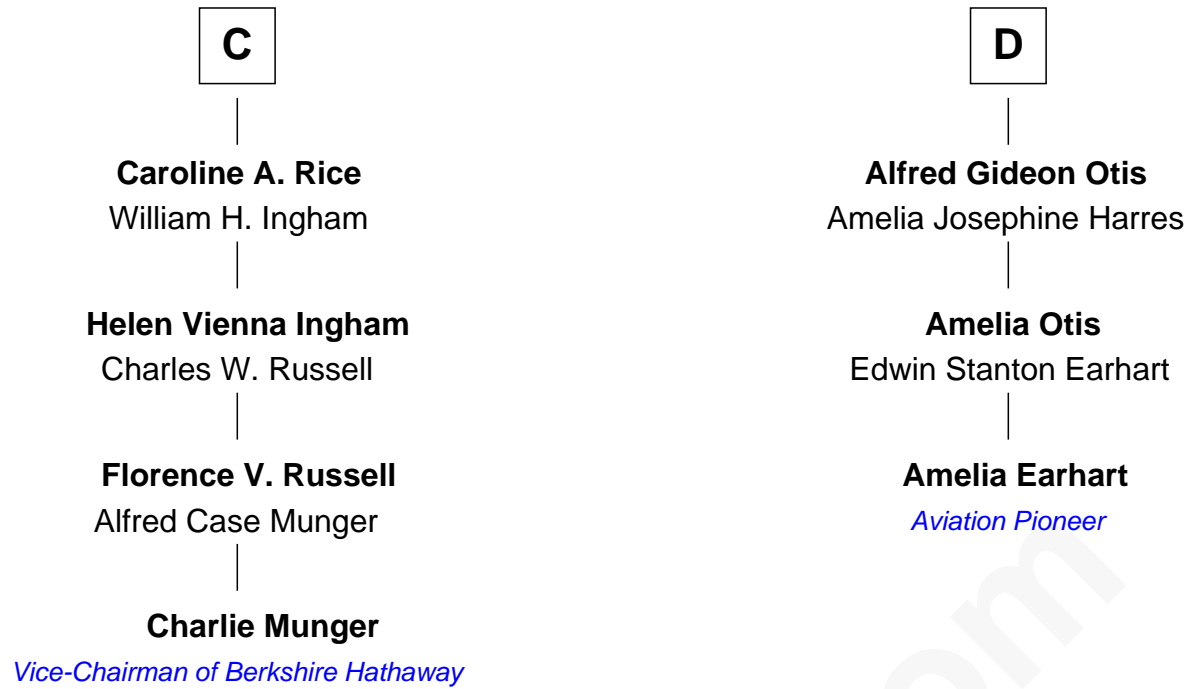 C
Caroline A. Rice
William H. Ingham
Helen Vienna Ingham
Charles W. Russell
Florence V. Russell
Alfred Case Munger
Charlie Munger
Vice-Chairman of Berkshire Hathaway
D
Alfred Gideon Otis
Amelia Josephine Harres
Amelia Otis
Edwin Stanton Earhart
Amelia Earhart
Aviation Pioneer
om